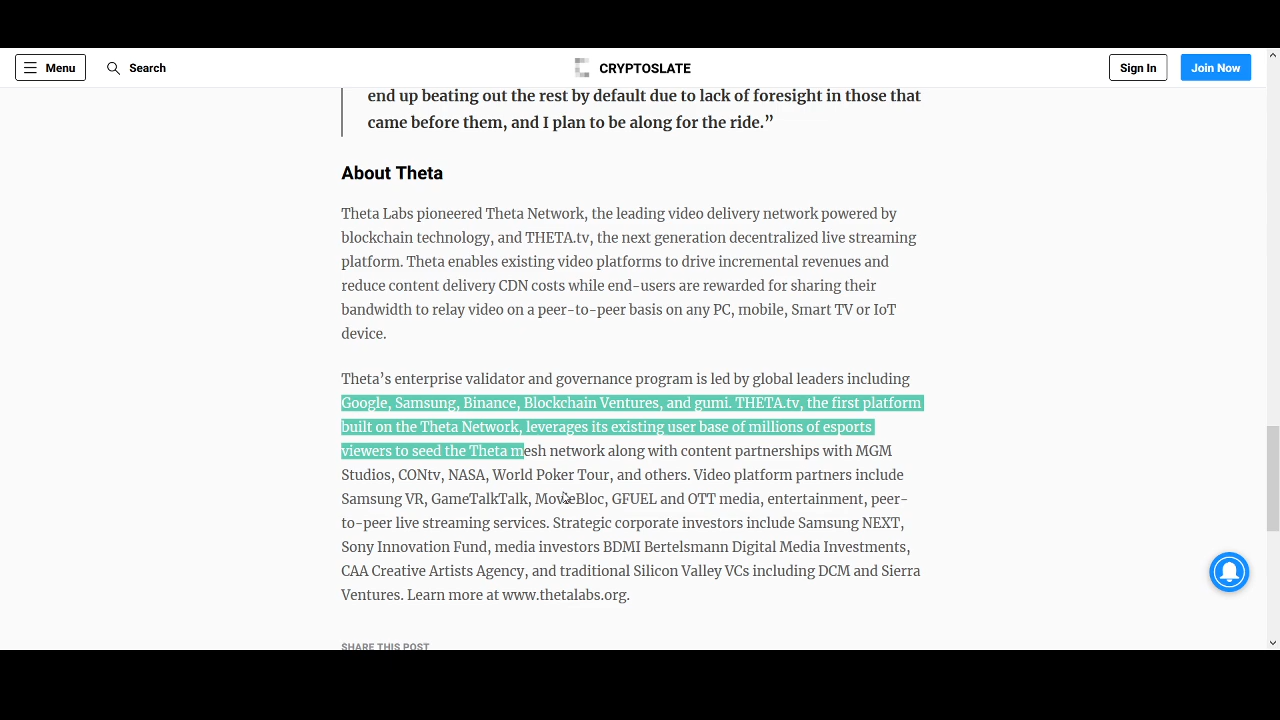 Menu
Search
CRYPTOSLATE
Sign In
Join Now
end up beating out the rest by default due to lack of foresight in those that
came before them, and I plan to be along for the ride.”
About Theta
Theta Labs pioneered Theta Network, the leading video delivery network powered by
blockchain technology, and THETA.tv, the next generation decentralized live streaming
platform. Theta enables existing video platforms to drive incremental revenues and
reduce content delivery CDN costs while end-users are rewarded for sharing their
bandwidth to relay video on a peer-to-peer basis on any PC, mobile, Smart TV or IoT
device.
Theta’s enterprise validator and governance program is led by global leaders including
Google, Samsung, Binance, Blockchain Ventures, and gumi. THETA.tv, the first platform
built on the Theta Network, leverages its existing user base of millions of esports
viewers to seed the Theta mesh network along with content partnerships with MGM
Studios, CONtv, NASA, World Poker Tour, and others. Video platform partners include
Samsung VR, GameTalkTalk, MovieBloc, GFUEL and OTT media, entertainment, peer-
to-peer live streaming services. Strategic corporate investors include Samsung NEXT,
Sony Innovation Fund, media investors BDMI Bertelsmann Digital Media Investments,
CAA Creative Artists Agency, and traditional Silicon Valley VCs including DCM and Sierra
Ventures. Learn more at www.thetalabs.org.
SHARE THIS POST